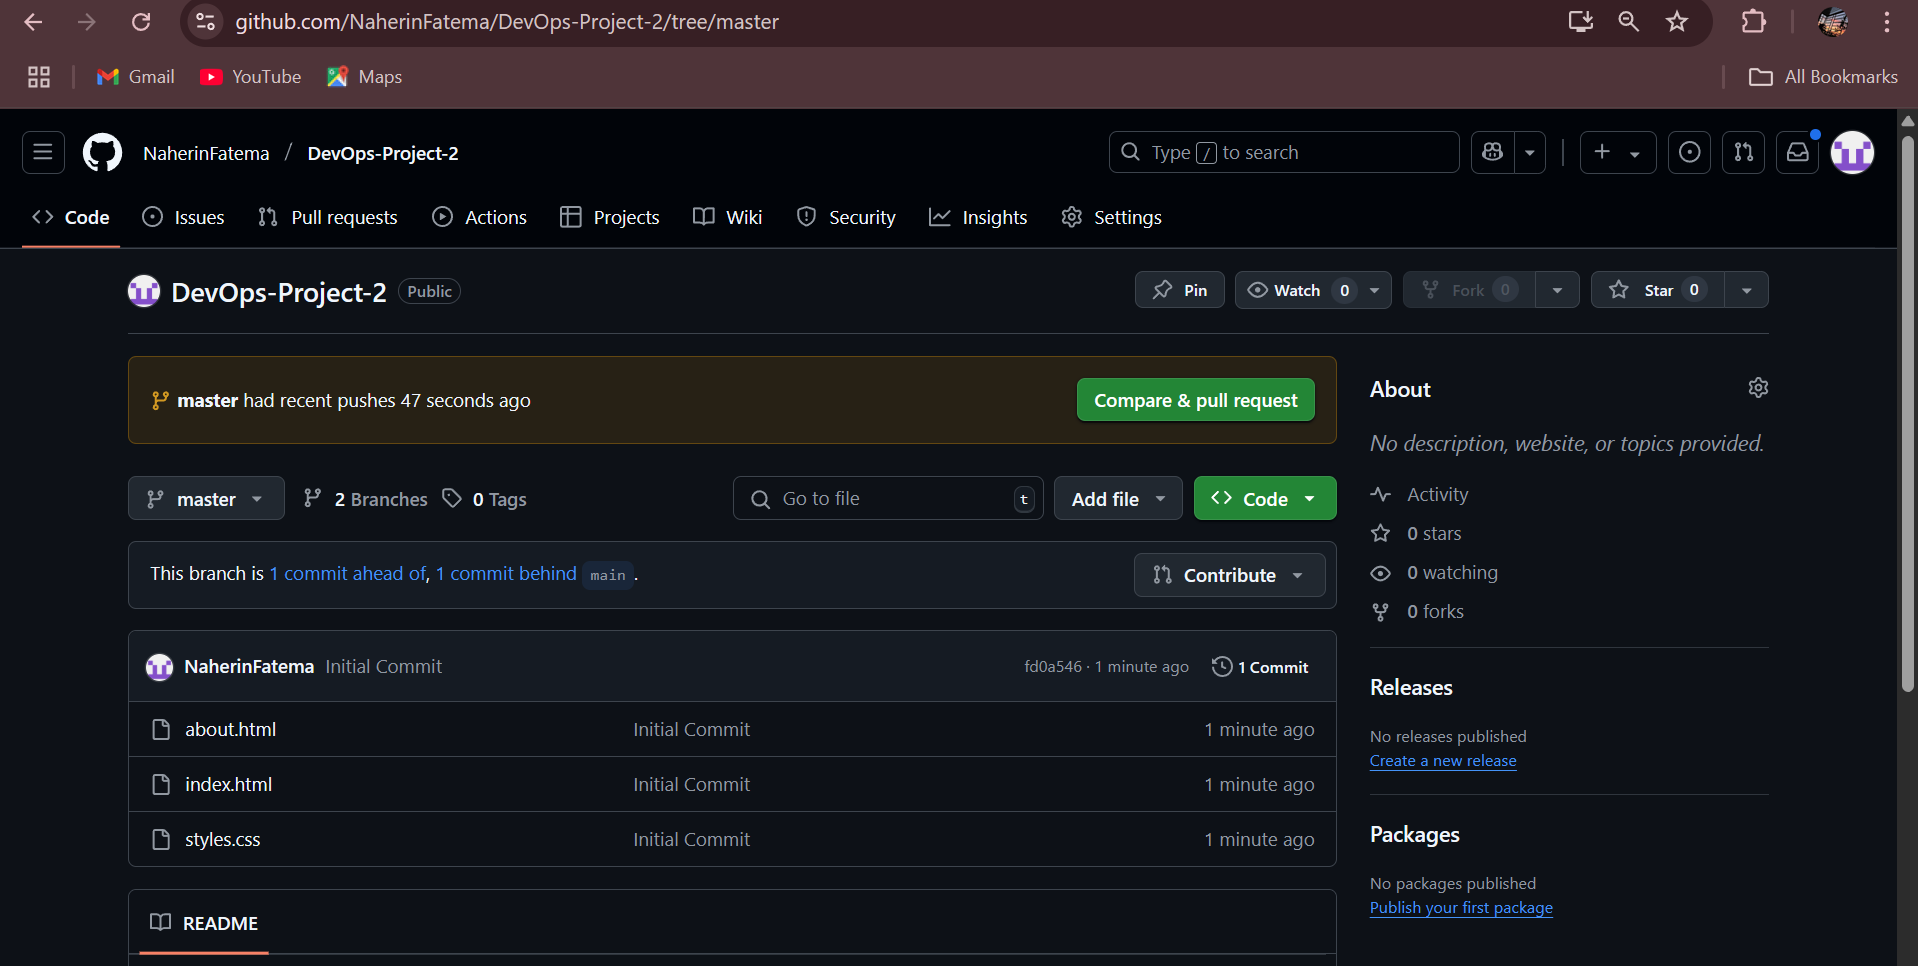 github.com/NaherinFatema/DevOps-Project-2/tree/master
Gmail YouTube Maps All Bookmarks
NaherinFatema / DevOps-Project-2 Type / to search
Code Issues Pull requests Actions Projects Wiki Security Insights Settings
DevOps-Project-2 Public Pin Watch 0 Fork 0 Star 0
master had recent pushes 47 seconds ago Compare & pull request
master 2 Branches 0 Tags Go to file t Add file Code
This branch is 1 commit ahead of, 1 commit behind main . Contribute
NaherinFatema Initial Commit fd0a546 · 1 minute ago 1 Commit
about.html Initial Commit 1 minute ago
index.html Initial Commit 1 minute ago
styles.css Initial Commit 1 minute ago
README
About
No description, website, or topics provided.
Activity
0 stars
0 watching
0 forks
Releases
No releases published
Create a new release
Packages
No packages published
Publish your first package